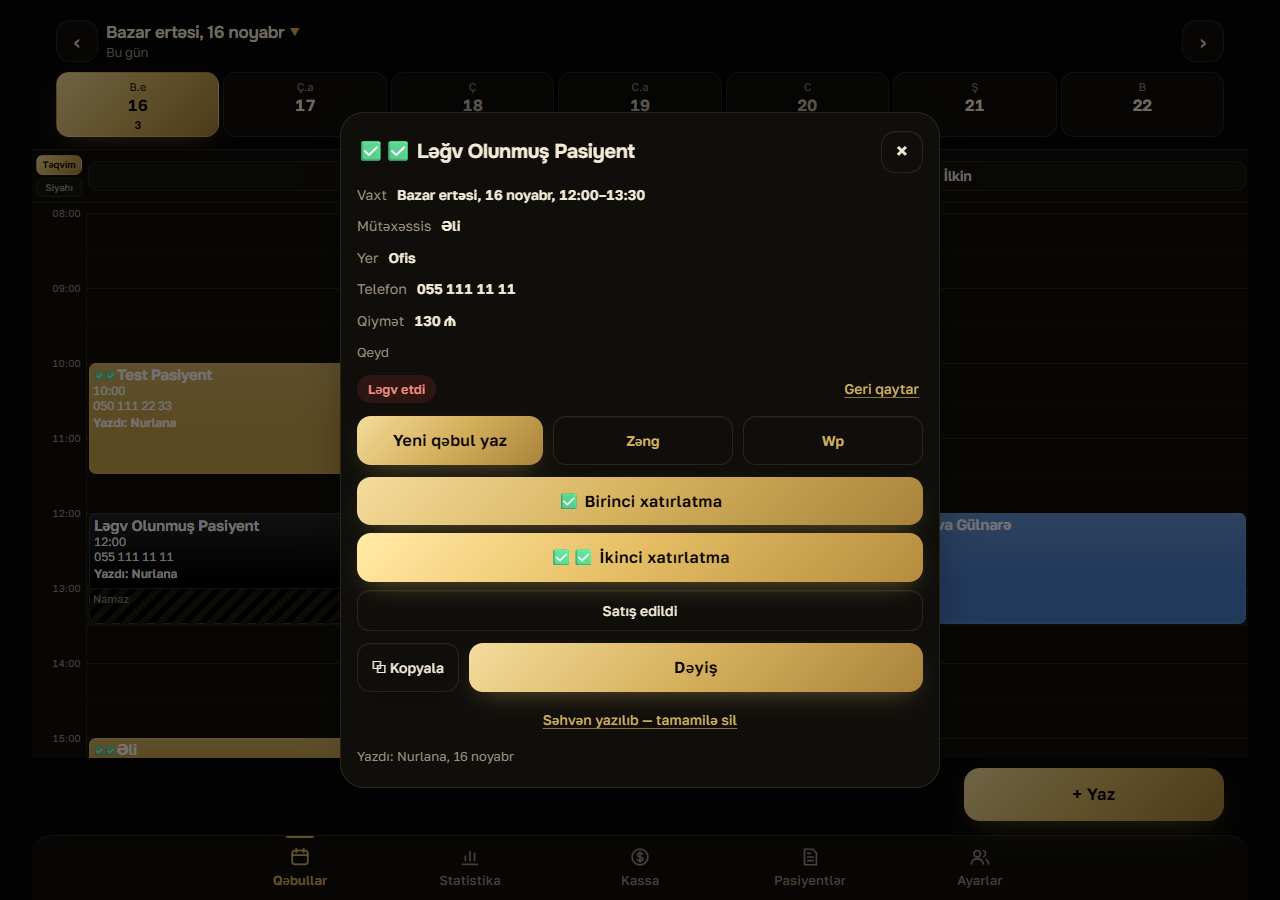 ‹
Bazar ertəsi, 16 noyabr ▼
Bu gün
›
B.e
16
3
Ç.a
17
Ç
18
C.a
19
C
20
Ş
21
B
22
Təqvim
Siyahı
İlkin
08:00
09:00
10:00
11:00
12:00
13:00
14:00
15:00
✅✅Test Pasiyent
10:00
050 111 22 33
Yazdı: Nurlana
Ləğv Olunmuş Pasiyent
12:00
055 111 11 11
Yazdı: Nurlana
Namaz
✅✅Əli
va Gülnarə
✅✅ Ləğv Olunmuş Pasiyent
×
Vaxt Bazar ertəsi, 16 noyabr, 12:00–13:30
Mütəxəssis Əli
Yer Ofis
Telefon 055 111 11 11
Qiymət 130 ₼
Qeyd
Ləğv etdi
Geri qaytar
Yeni qəbul yaz
Zəng
Wp
✅ Birinci xatırlatma
✅✅ İkinci xatırlatma
Satış edildi
Kopyala
Dəyiş
Səhvən yazılıb — tamamilə sil
Yazdı: Nurlana, 16 noyabr
+ Yaz
Qəbullar
Statistika
Kassa
Pasiyentlər
Ayarlar